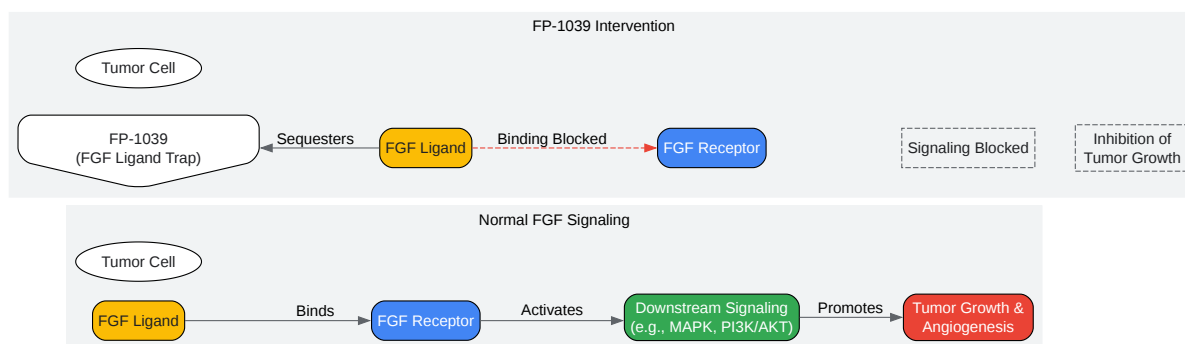 FP-1039 Intervention
Tumor Cell
FP-1039
(FGF Ligand Trap)
Sequesters
FGF Ligand
Binding Blocked
FGF Receptor
Signaling Blocked
Inhibition of
Tumor Growth
Normal FGF Signaling
Tumor Cell
FGF Ligand
Binds
FGF Receptor
Activates
Downstream Signaling
(e.g., MAPK, PI3K/AKT)
Promotes
Tumor Growth &
Angiogenesis